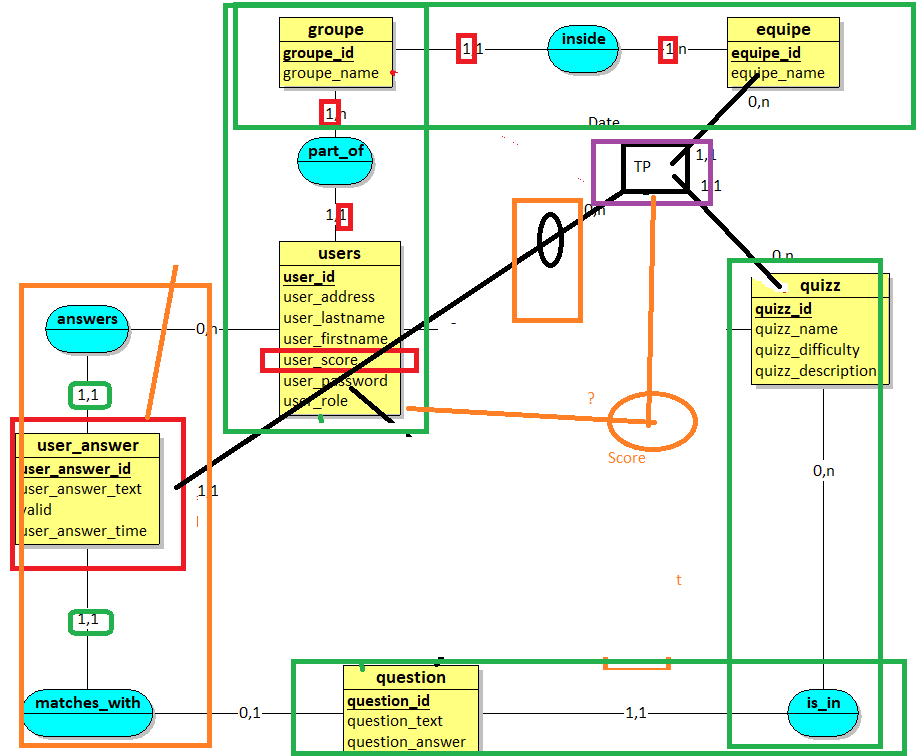 groupe
groupe_id
groupe_name
1,1
inside
1,n
equipe
equipe_id
equipe_name
0,n
1,n
Date
part_of
TP
1,1
1,1
1,1
0,n
users
user_id
user_address
user_lastname
user_firstname
user_score
user_password
user_role
0,n
quizz
quizz_id
quizz_name
quizz_difficulty
quizz_description
answers
0,n
1,1
?
Score
user_answer
user_answer_id
user_answer_text
valid
user_answer_time
1,1
0,n
t
1,1
matches_with
0,1
question
question_id
question_text
question_answer
1,1
is_in